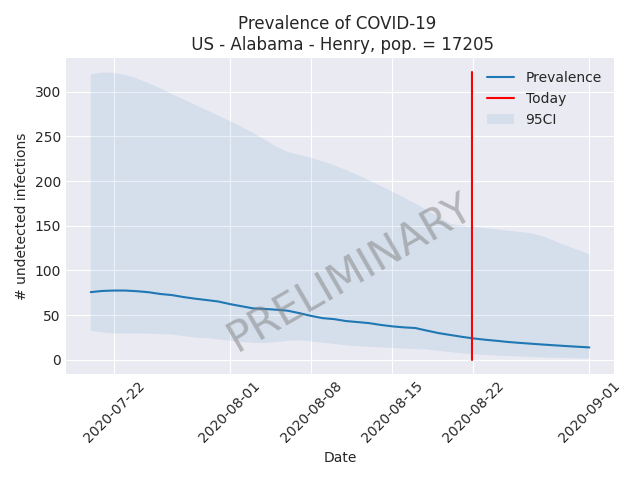 Prevalence of COVID-19
US - Alabama - Henry, pop. = 17205
Prevalence
Today
95CI
300
250
200
150
100
50
0
# undetected infections
PRELIMINARY
2020-07-22
2020-08-01
2020-08-08
2020-08-15
2020-08-22
2020-09-01
Date